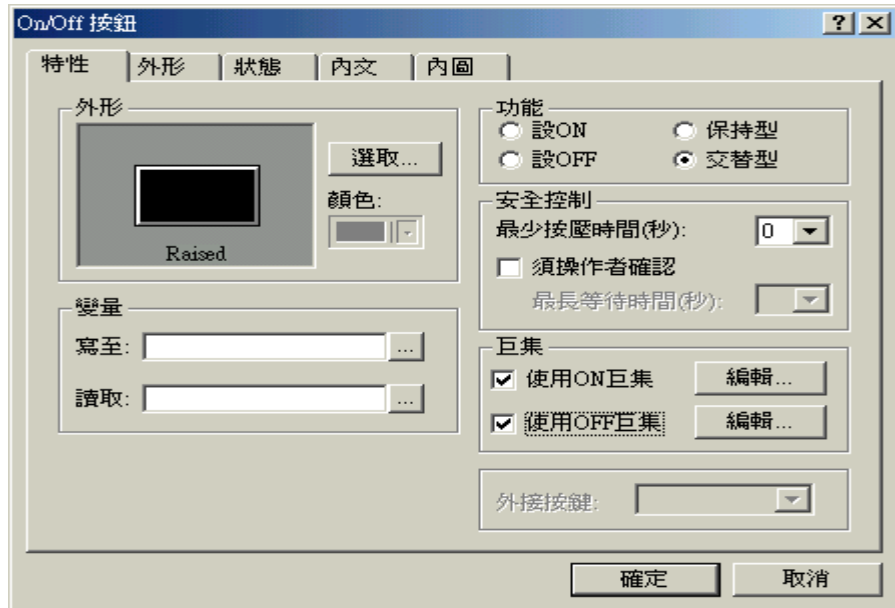 On/Off 按鈕
特性 外形 狀態 內文 內圖
外形
選取...
顏色:
Raised
變量
寫至: ...
讀取: ...
功能
設ON 保持型
設OFF 交替型
安全控制
最少按壓時間(秒): 0
須操作者確認
最長等待時間(秒):
巨集
使用ON巨集 編輯...
使用OFF巨集 編輯...
外接按鍵:
確定 取消